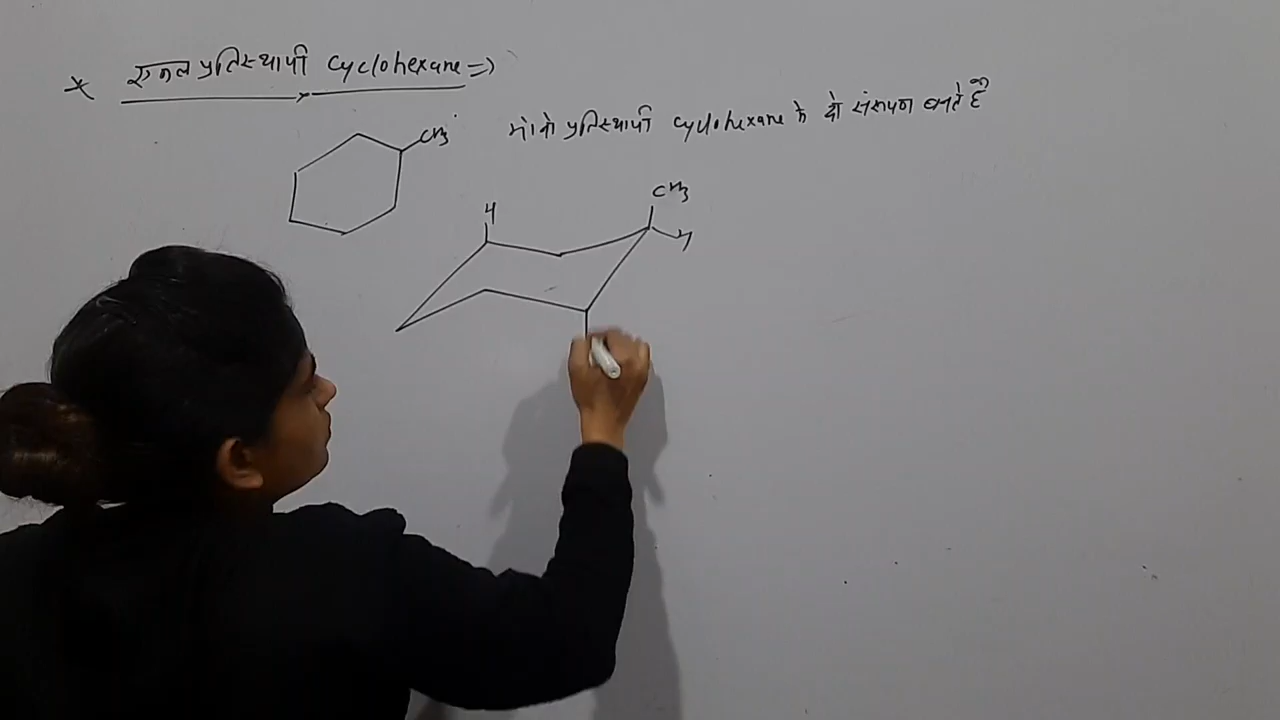 * एकल प्रतिस्थापी cyclohexane ⇒
CH3
मोनो प्रतिस्थापी cyclohexane के दो संरूपण बनते है
CH3
H
H